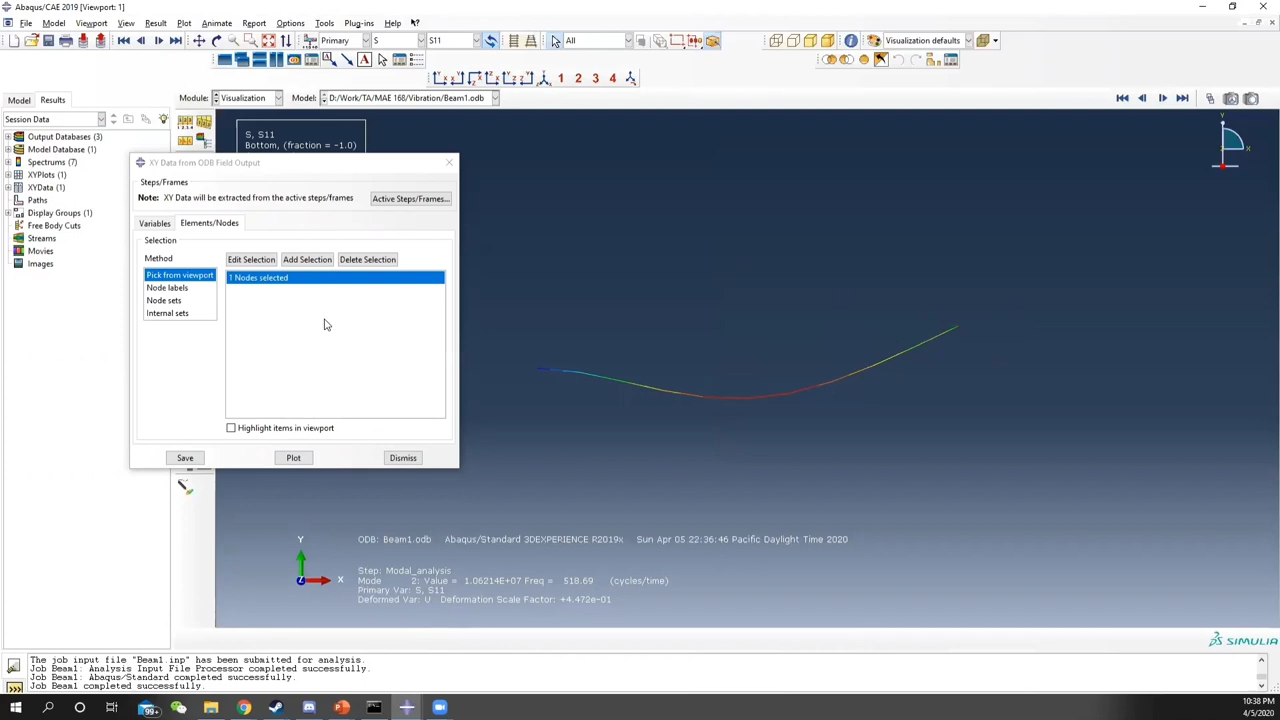 Abaqus/CAE 2019 [Viewport: 1]
File Model Viewport View Result Plot Animate Report Options Tools Plug-ins Help
Primary S S11 All Visualization defaults
1 2 3 4
Model Results Module: Visualization Model: D:/Work/TA/MAE 168/Vibration/Beam1.odb
Session Data
Output Databases (3)
Model Database (1)
Spectrums (7)
XYPlots (1)
XYData (1)
Paths
Display Groups (1)
Free Body Cuts
Streams
Movies
Images
S, S11
Bottom, (fraction = -1.0)
XY Data from ODB Field Output
Steps/Frames
Note: XY Data will be extracted from the active steps/frames
Active Steps/Frames...
Variables Elements/Nodes
Selection
Method
Edit Selection Add Selection Delete Selection
Pick from viewport
Node labels
Node sets
Internal sets
1 Nodes selected
Highlight items in viewport
Save Plot Dismiss
Y
X
Y
X
Z
ODB: Beam1.odb Abaqus/Standard 3DEXPERIENCE R2019x Sun Apr 05 22:36:46 Pacific Daylight Time 2020
Step: Modal_analysis
Mode 2: Value = 1.06214E+07 Freq = 518.69 (cycles/time)
Primary Var: S, S11
Deformed Var: U Deformation Scale Factor: +4.472e-01
SIMULIA
The job input file "Beam1.inp" has been submitted for analysis.
Job Beam1: Analysis Input File Processor completed successfully.
Job Beam1: Abaqus/Standard completed successfully.
Job Beam1 completed successfully.
99+
10:38 PM
4/5/2020